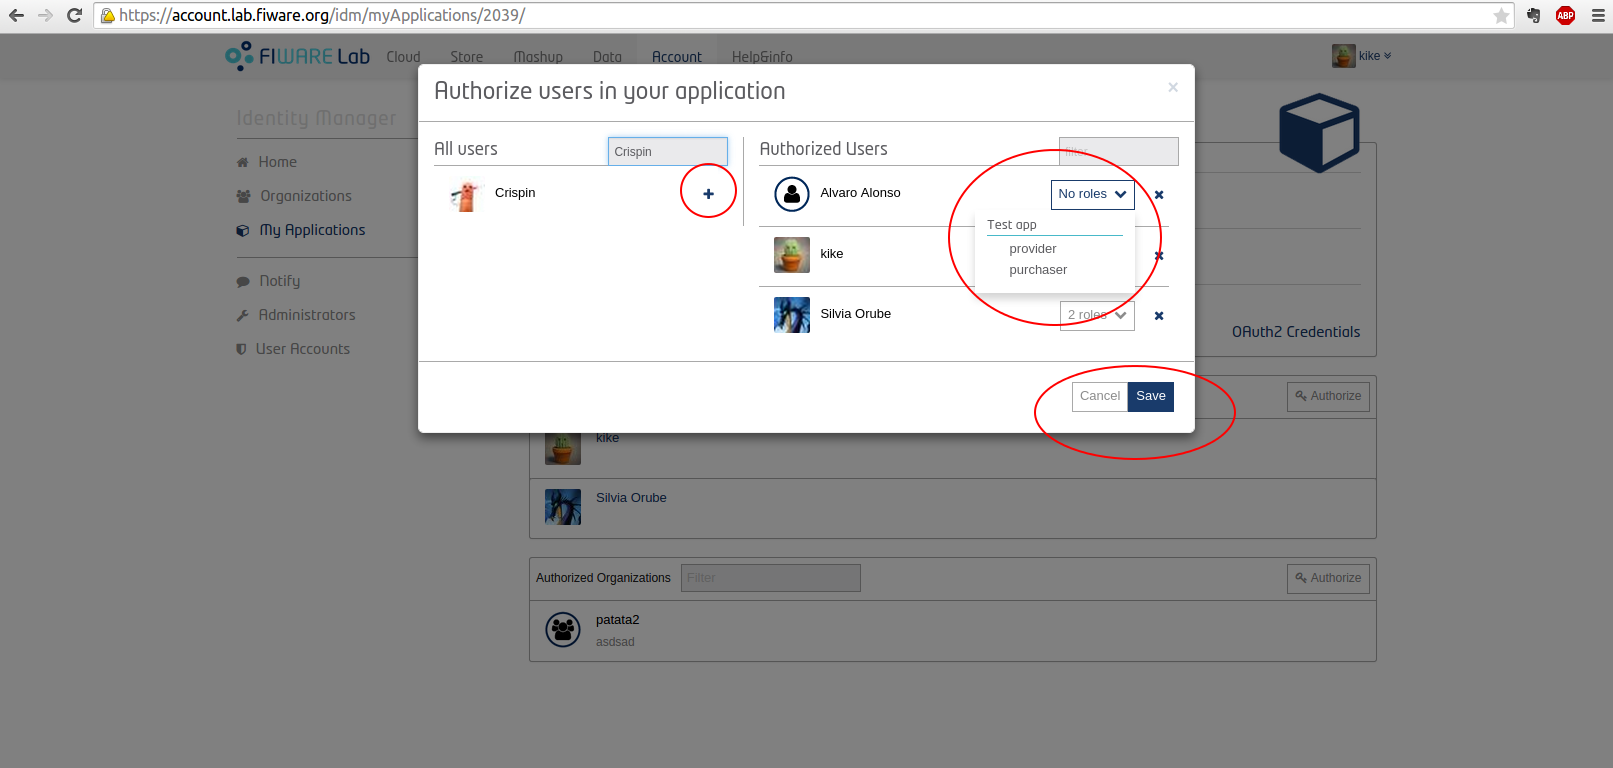 https://account.lab.fiware.org/idm/myApplications/2039/
ABP
FIWARE Lab
Cloud
Store
Mashup
Data
Account
Help&info
kike
Authorize users in your application
×
Identity Manager
Home
Organizations
My Applications
Notify
Administrators
User Accounts
All users
Crispin
Crispin
Authorized Users
filter
Alvaro Alonso
No roles
Test app
provider
purchaser
kike
Silvia Orube
2 roles
Cancel
Save
OAuth2 Credentials
Authorize
kike
Silvia Orube
Authorized Organizations
Filter
Authorize
patata2
asdsad